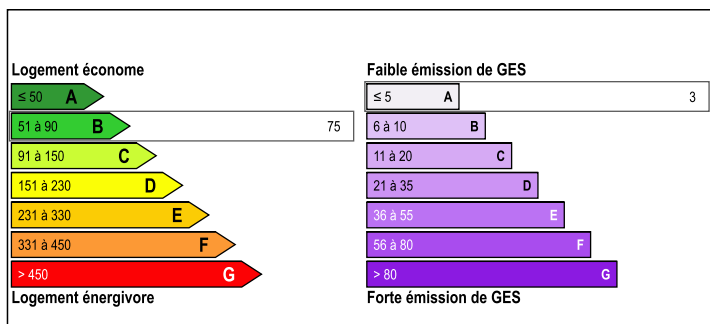 Logement économe
≤ 50 A
51 à 90 B 75
91 à 150 C
151 à 230 D
231 à 330 E
331 à 450 F
> 450 G
Logement énergivore
Faible émission de GES
≤ 5 A 3
6 à 10 B
11 à 20 C
21 à 35 D
36 à 55 E
56 à 80 F
> 80 G
Forte émission de GES